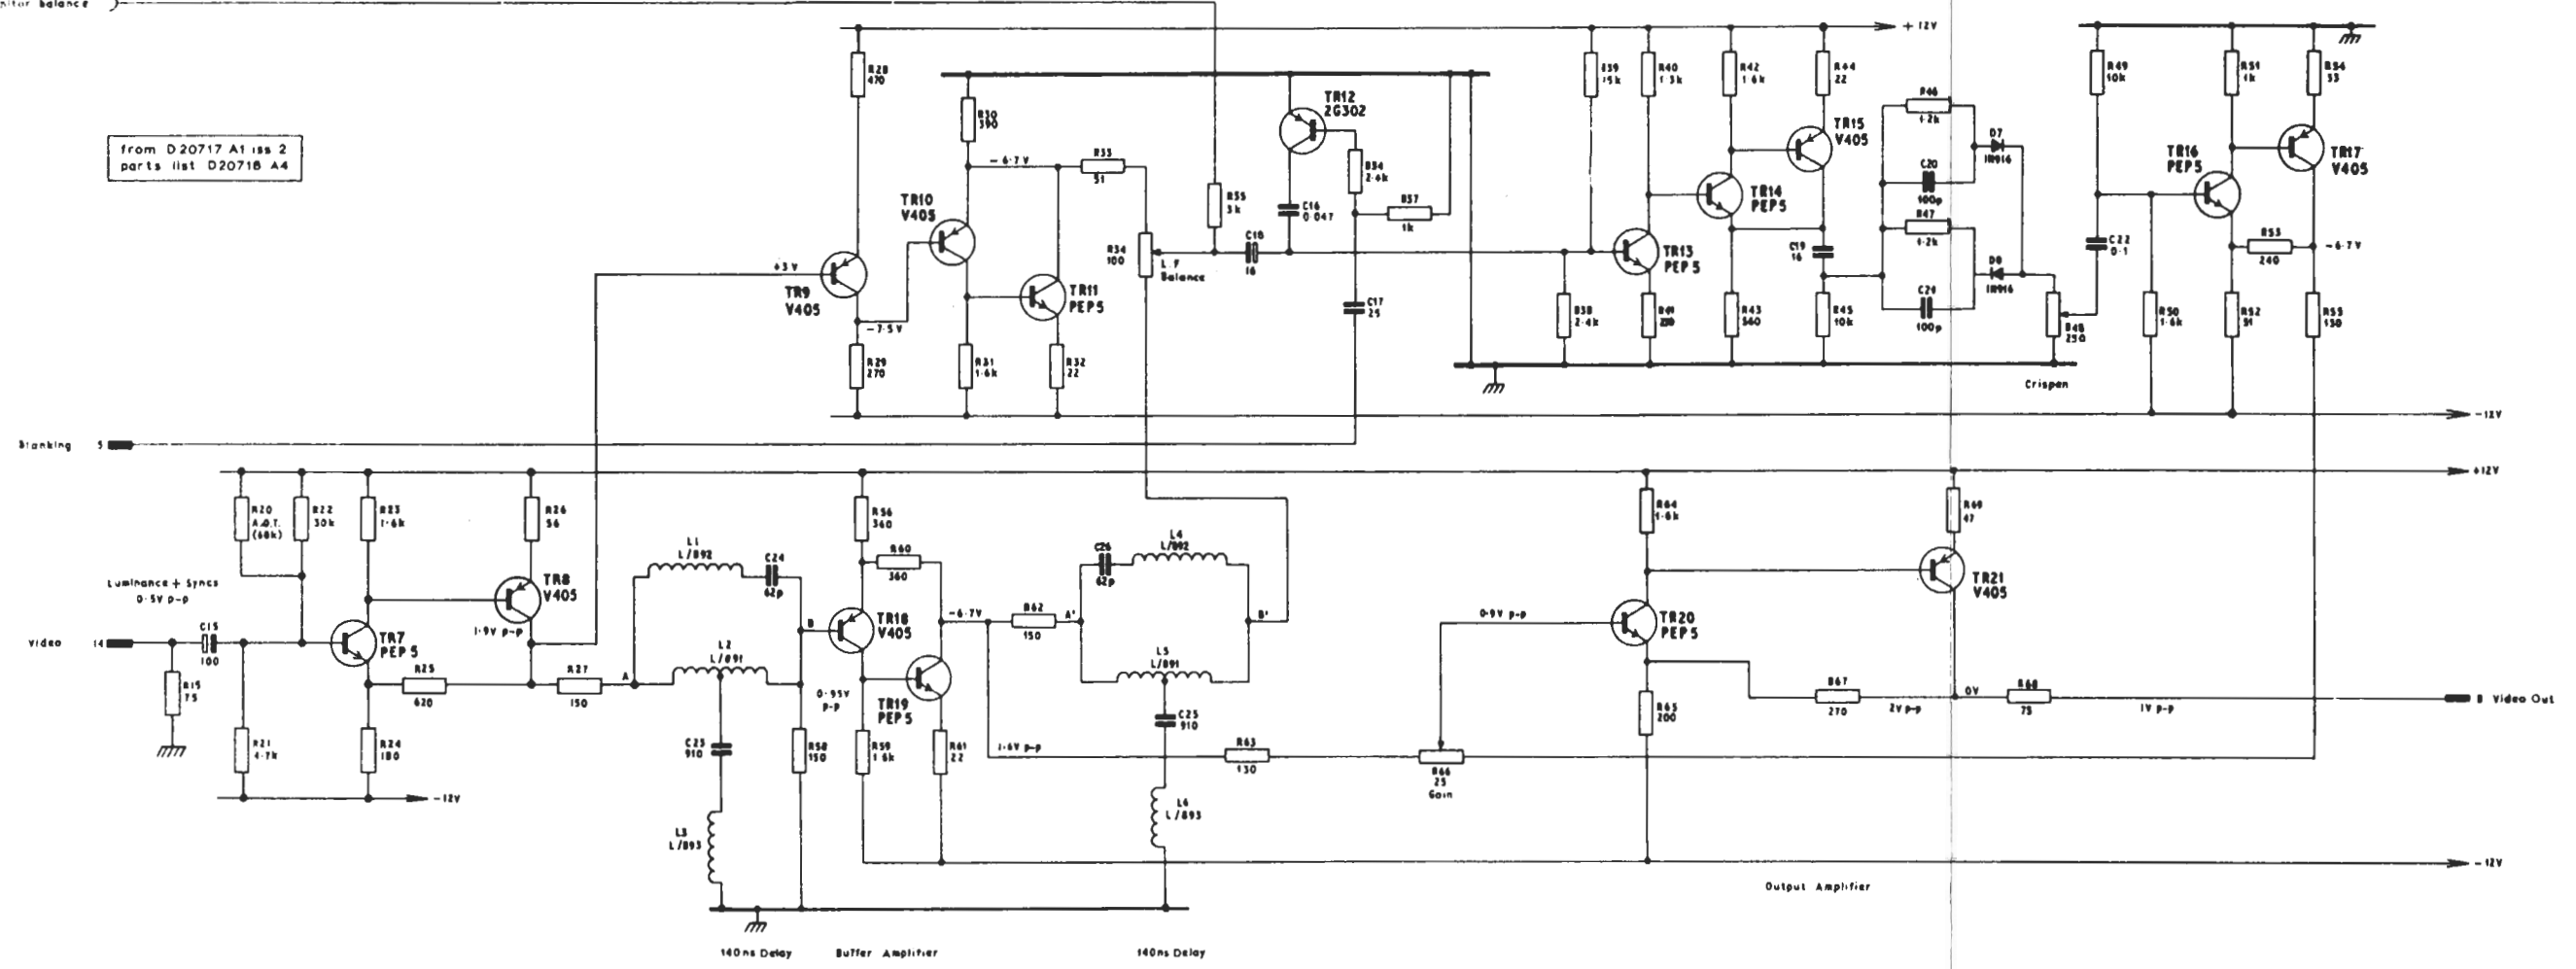 nitor balance
+12V
R28
470
R30
390
TR12
2G302
R39
15k
R40
1·3k
R42
1·6k
R44
22
R46
1·2k
D7
1N916
R49
10k
R51
1k
R54
33
from D20717 A1 iss 2
parts list D20718 A4
-6·7V
R33
51
2·4k
TR15
V405
C20
100p
TR16
PEP5
TR17
V405
TR10
V405
R35
3k
C16
0·047
R37
1k
TR14
PEP5
R47
1·2k
R34
100
L.F
Balance
C18
16
TR13
PEP5
C19
16
D8
1N916
C22
0·1
R53
240
-6·7V
+3V
TR9
V405
TR11
PEP5
C17
25
R38
2·4k
R41
R43
560
R45
10k
C21
100p
R48
250
R50
1·6k
R52
91
R55
130
-7·5V
R29
270
R31
1·6k
R32
22
Crispen
-12V
Blanking 5
+12V
R20
A.O.T.
(68k)
R22
30k
R23
1·6k
R26
56
R56
360
R64
1·6k
R69
47
L1
L/892
C24
62p
R60
360
C26
62p
L4
L/892
Luminance + Syncs
0·5V p-p
TR8
V405
TR21
V405
1·9V p-p
Video 14
C15
100
TR7
PEP5
L2
L/891
B
TR18
V405
-6·7V
R62
150
A'
B'
0·9V p-p
TR20
PEP5
R15
75
R25
620
R27
150
A
0·95V
p-p
TR19
PEP5
L5
L/891
R67
270
2V p-p
0V
R68
75
1V p-p
8 Video Out
R21
4·7k
R24
180
C23
910
R58
150
R59
1·6k
R61
22
C25
910
R65
200
1·6V p-p
R63
130
R66
25
Gain
-12V
L3
L/893
L6
L/893
-12V
Output Amplifier
140ns Delay
Buffer Amplifier
140ns Delay